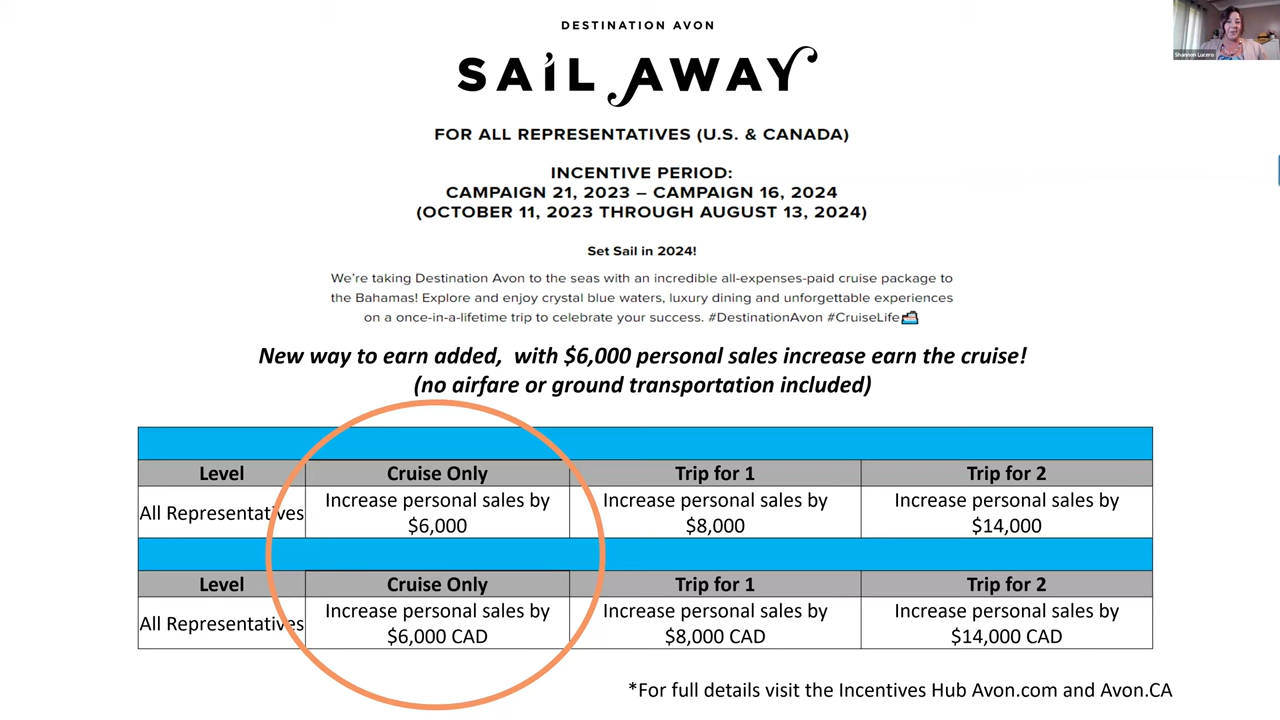 DESTINATION AVON
SAIL AWAY
Shannon Lucero
FOR ALL REPRESENTATIVES (U.S. & CANADA)
INCENTIVE PERIOD:
CAMPAIGN 21, 2023 – CAMPAIGN 16, 2024
(OCTOBER 11, 2023 THROUGH AUGUST 13, 2024)
Set Sail in 2024!
We're taking Destination Avon to the seas with an incredible all-expenses-paid cruise package to
the Bahamas! Explore and enjoy crystal blue waters, luxury dining and unforgettable experiences
on a once-in-a-lifetime trip to celebrate your success. #DestinationAvon #CruiseLife
New way to earn added, with $6,000 personal sales increase earn the cruise!
(no airfare or ground transportation included)
Level Cruise Only Trip for 1 Trip for 2
All Representatives Increase personal sales by $6,000 Increase personal sales by $8,000 Increase personal sales by $14,000
Level Cruise Only Trip for 1 Trip for 2
All Representatives Increase personal sales by $6,000 CAD Increase personal sales by $8,000 CAD Increase personal sales by $14,000 CAD
*For full details visit the Incentives Hub Avon.com and Avon.CA